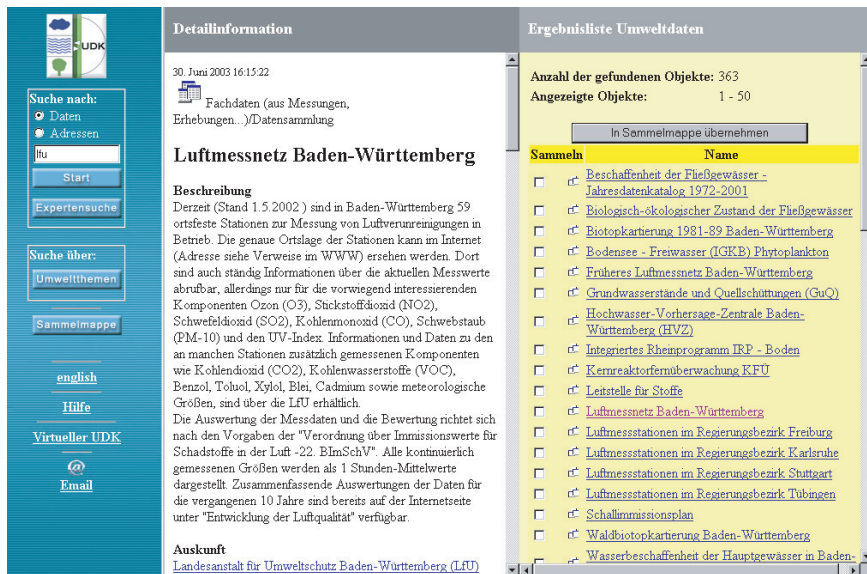 UDK
Suche nach:
Daten
Adressen
lfu
Start
Expertensuche
Suche über:
Umweltthemen
Sammelmappe
english
Hilfe
Virtueller UDK
@
Email
Detailinformation
30. Juni 2003 16:15:22
Fachdaten (aus Messungen,
Erhebungen...)/Datensammlung
Luftmessnetz Baden-Württemberg
Beschreibung
Derzeit (Stand 1.5.2002 ) sind in Baden-Württemberg 59
ortsfeste Stationen zur Messung von Luftverunreinigungen in
Betrieb. Die genaue Ortslage der Stationen kann im Internet
(Adresse siehe Verweise im WWW) ersehen werden. Dort
sind auch ständig Informationen über die aktuellen Messwerte
abrufbar, allerdings nur für die vorwiegend interessierenden
Komponenten Ozon (O3), Stickstoffdioxid (NO2),
Schwefeldioxid (SO2), Kohlenmonoxid (CO), Schwebstaub
(PM-10) und den UV-Index. Informationen und Daten zu den
an manchen Stationen zusätzlich gemessenen Komponenten
wie Kohlendioxid (CO2), Kohlenwasserstoffe (VOC),
Benzol, Toluol, Xylol, Blei, Cadmium sowie meteorologische
Größen, sind über die LfU erhältlich.
Die Auswertung der Messdaten und die Bewertung richtet sich
nach den Vorgaben der "Verordnung über Immissionswerte für
Schadstoffe in der Luft -22. BImSchV". Alle kontinuierlich
gemessenen Größen werden als 1 Stunden-Mittelwerte
dargestellt. Zusammenfassende Auswertungen der Daten für
die vergangenen 10 Jahre sind bereits auf der Internetseite
unter "Entwicklung der Luftqualität" verfügbar.
Auskunft
Landesanstalt für Umweltschutz Baden-Württemberg (LfU)
Ergebnisliste Umweltdaten
Anzahl der gefundenen Objekte: 363
Angezeigte Objekte: 1 - 50
In Sammelmappe übernehmen
Sammeln Name
Beschaffenheit der Fließgewässer -
Jahresdatenkatalog 1972-2001
Biologisch-ökologischer Zustand der Fließgewässer
Biotopkartierung 1981-89 Baden-Württemberg
Bodensee - Freiwasser (IGKB) Phytoplankton
Früheres Luftmessnetz Baden-Württemberg
Grundwasserstände und Quellschüttungen (GuQ)
Hochwasser-Vorhersage-Zentrale Baden-
Württemberg (HVZ)
Integriertes Rheinprogramm IRP - Boden
Kernreaktorfernüberwachung KFÜ
Leitstelle für Stoffe
Luftmessnetz Baden-Württemberg
Luftmessstationen im Regierungsbezirk Freiburg
Luftmessstationen im Regierungsbezirk Karlsruhe
Luftmessstationen im Regierungsbezirk Stuttgart
Luftmessstationen im Regierungsbezirk Tübingen
Schallimmissionsplan
Waldbiotopkartierung Baden-Württemberg
Wasserbeschaffenheit der Hauptgewässer in Baden-